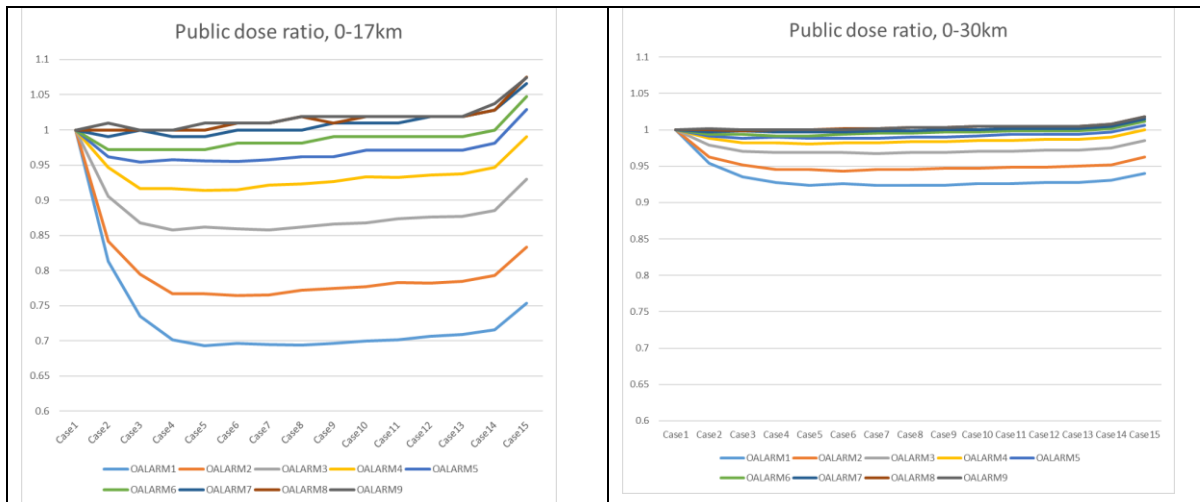 Public dose ratio, 0-17km
1.1
1.05
1
0.95
0.9
0.85
0.8
0.75
0.7
0.65
0.6
Case1 Case2 Case3 Case4 Case5 Case6 Case7 Case8 Case9 Case10 Case11 Case12 Case13 Case14 Case15
OALARM1 OALARM2 OALARM3 OALARM4 OALARM5
OALARM6 OALARM7 OALARM8 OALARM9
Public dose ratio, 0-30km
1.1
1.05
1
0.95
0.9
0.85
0.8
0.75
0.7
0.65
0.6
Case1 Case2 Case3 Case4 Case5 Case6 Case7 Case8 Case9 Case10 Case11 Case12 Case13 Case14 Case15
OALARM1 OALARM2 OALARM3 OALARM4 OALARM5
OALARM6 OALARM7 OALARM8 OALARM9